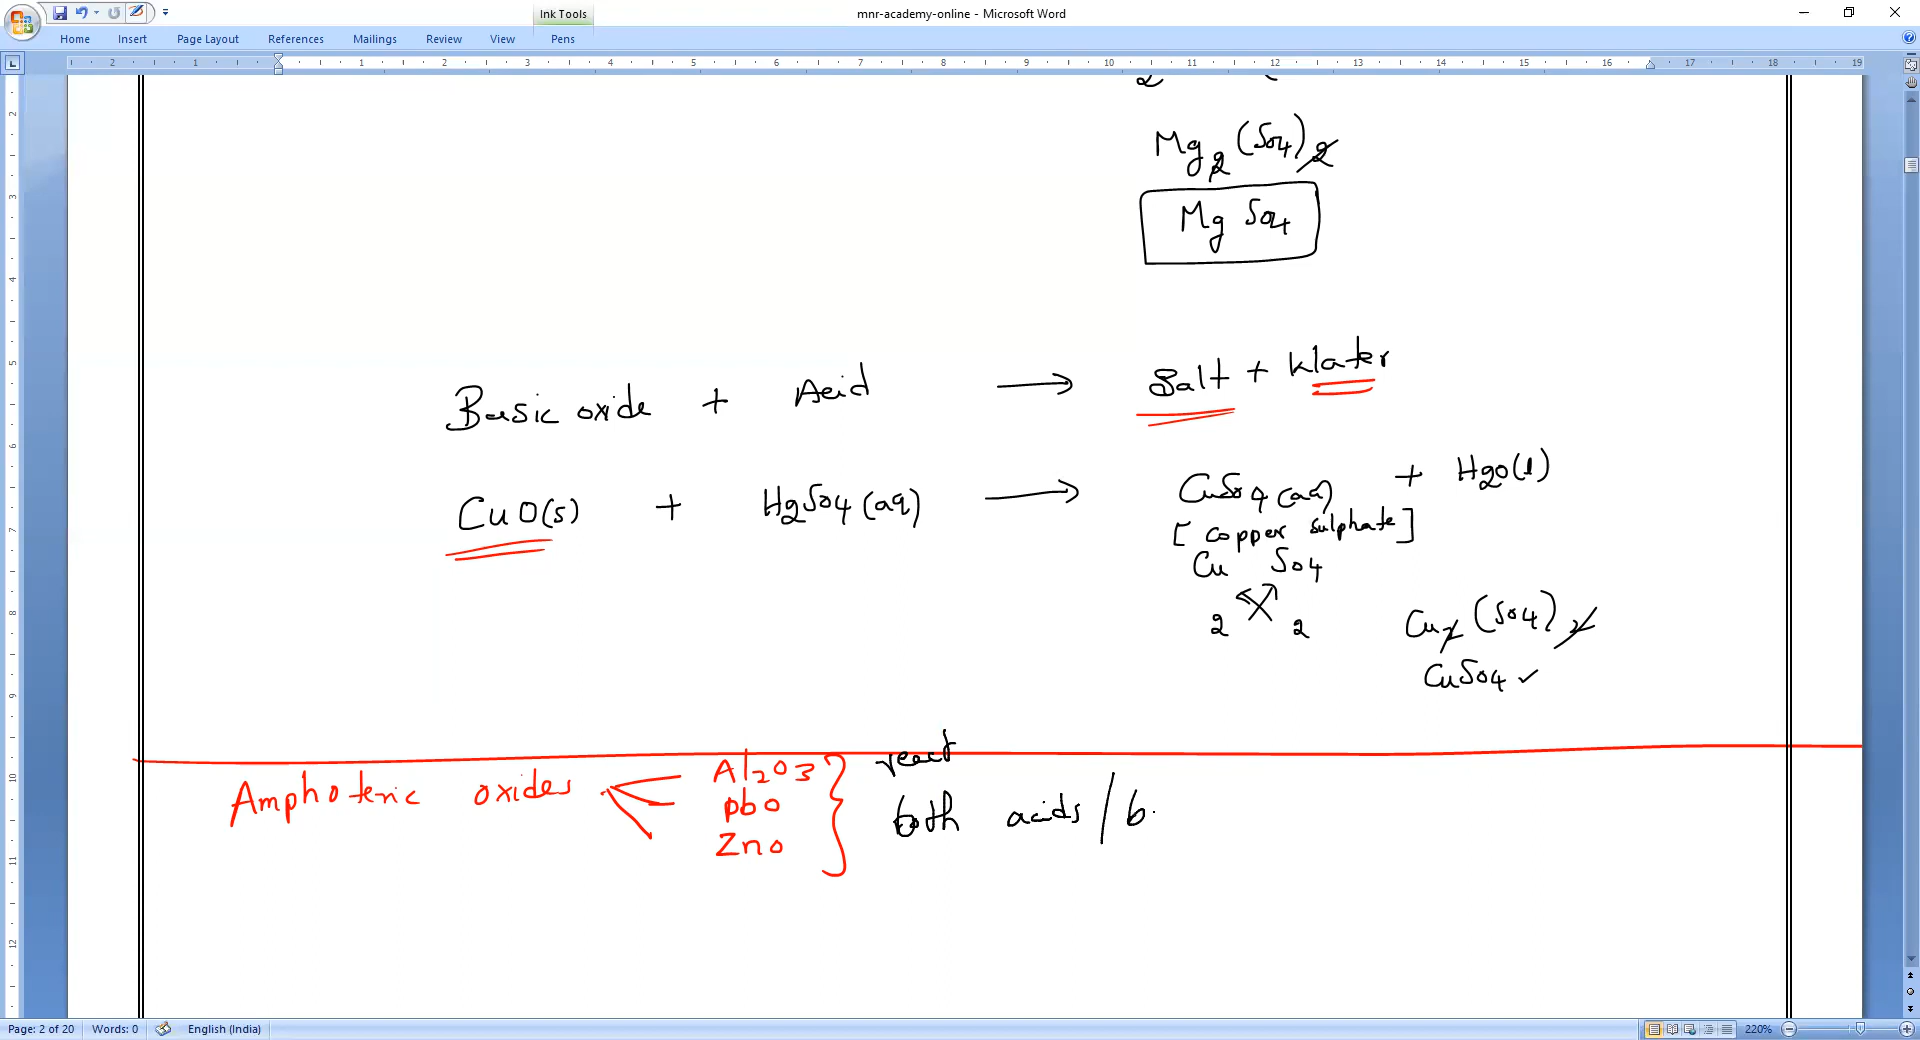 mnr-academy-online - Microsoft Word
Ink Tools
Home Insert Page Layout References Mailings Review View Pens
Mg2 (SO4)2
Mg SO4
Basic oxide + Acid → Salt + Water
CuO(s) + H2SO4(aq) → CuSO4(aq) + H2O(l)
[ copper sulphate ]
Cu SO4
2 2
Cu2 (SO4)2
CuSO4 ✓
Amphoteric oxides
Al2O3
PbO
ZnO
react
both acids / b
Page: 2 of 20 Words: 0 English (India) 220%